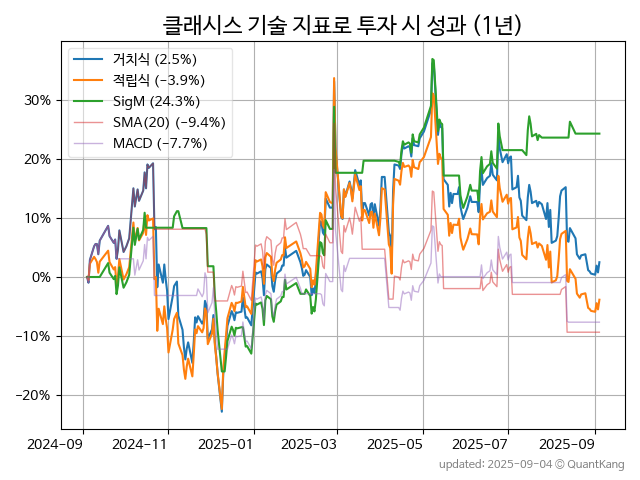 클래시스 기술 지표로 투자 시 성과 (1년)
거치식 (2.5%)
적립식 (−3.9%)
SigM (24.3%)
SMA(20) (−9.4%)
MACD (−7.7%)
30%
20%
10%
0%
−10%
−20%
2024-09
2024-11
2025-01
2025-03
2025-05
2025-07
2025-09
updated: 2025-09-04 © QuantKang